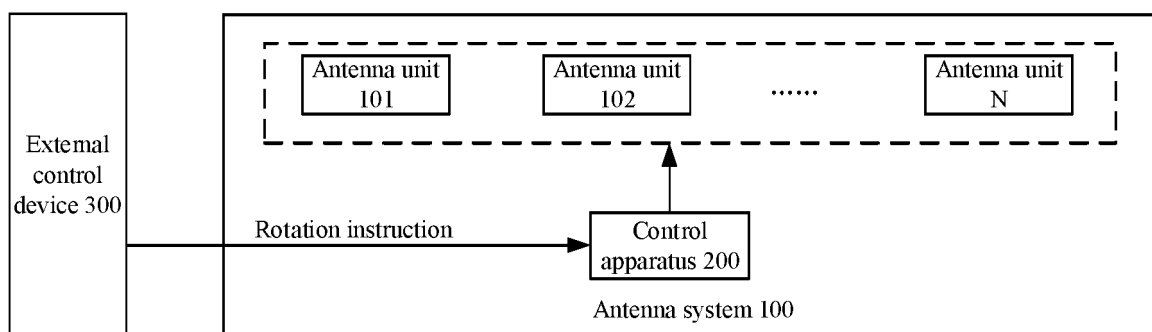 External
control
device 300
Antenna unit
101
Antenna unit
102
......
Antenna unit
N
Rotation instruction
Control
apparatus 200
Antenna system 100